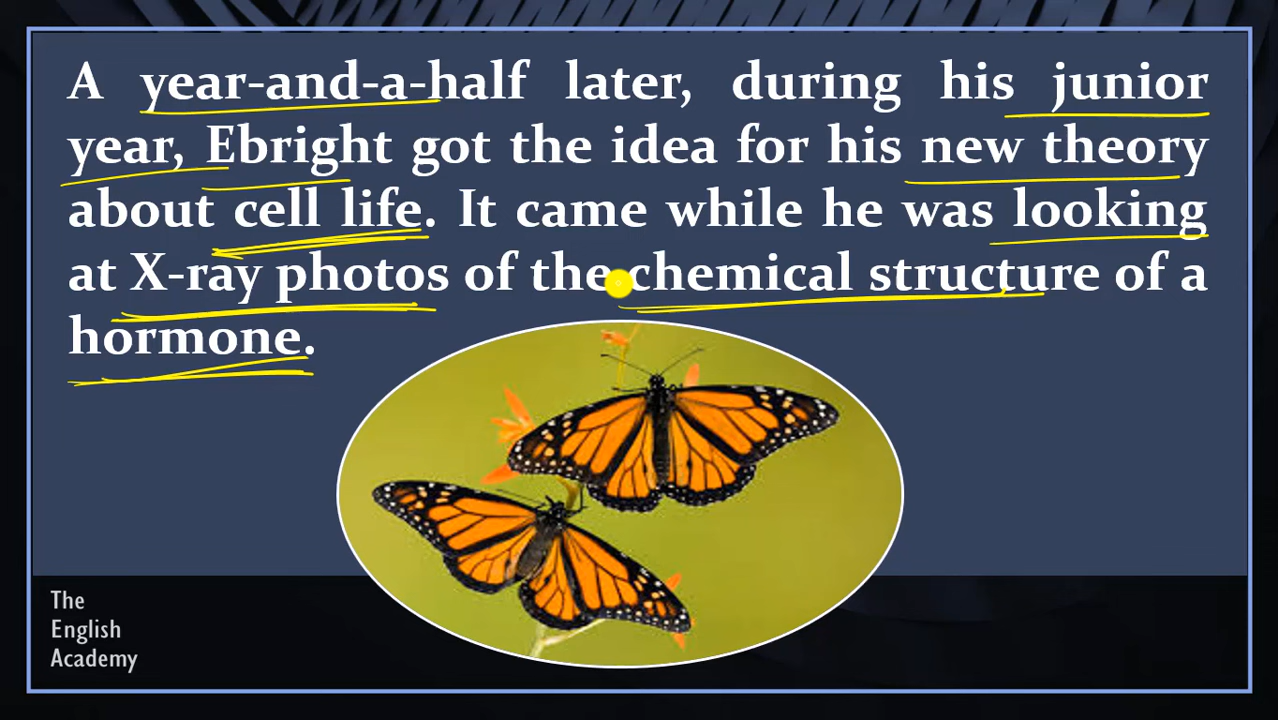 A year-and-a-half later, during his junior
year, Ebright got the idea for his new theory
about cell life. It came while he was looking
at X-ray photos of the chemical structure of a
hormone.
The
English
Academy